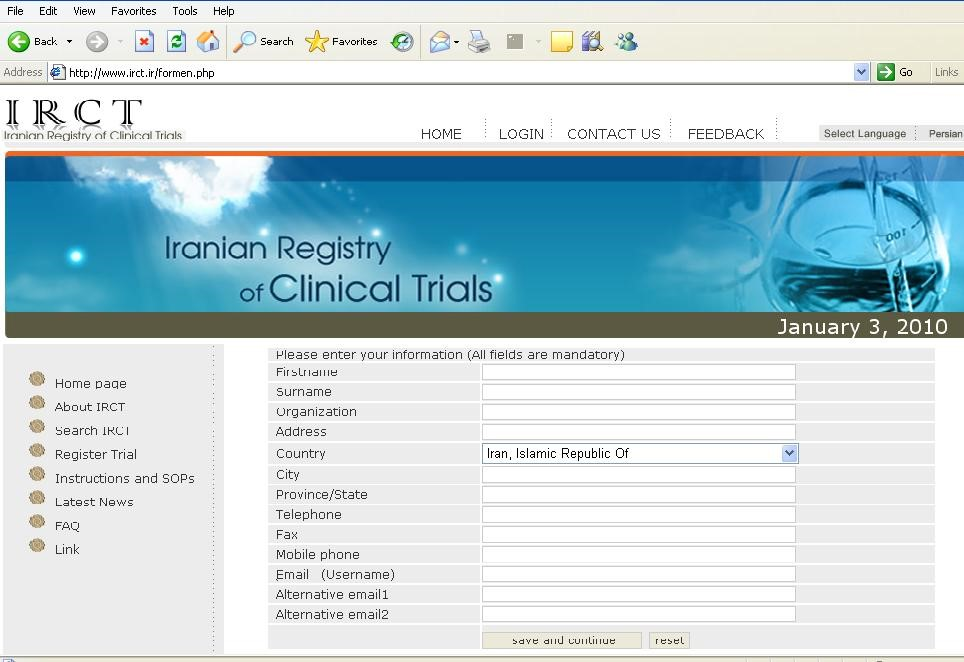 File Edit View Favorites Tools Help
Back Search Favorites
Address http://www.irct.ir/formen.php Go Links
IRCT
Iranian Registry of Clinical Trials
HOME LOGIN CONTACT US FEEDBACK Select Language Persian
Iranian Registry
of Clinical Trials
100
January 3, 2010
Home page
About IRCT
Search IRCT
Register Trial
Instructions and SOPs
Latest News
FAQ
Link
Please enter your information (All fields are mandatory)
Firstname
Surname
Organization
Address
Country Iran, Islamic Republic Of
City
Province/State
Telephone
Fax
Mobile phone
Email (Username)
Alternative email1
Alternative email2
save and continue reset